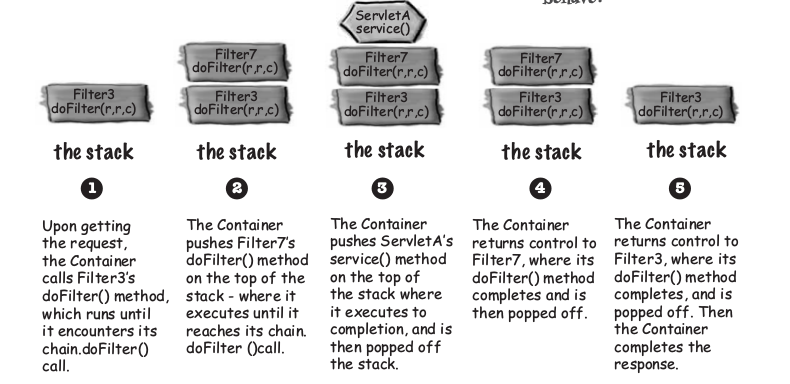 behave.
ServletA
service()
Filter7
doFilter(r,r,c)
Filter7
doFilter(r,r,c)
Filter7
doFilter(r,r,c)
Filter3
doFilter(r,r,c)
Filter3
doFilter(r,r,c)
Filter3
doFilter(r,r,c)
Filter3
doFilter(r,r,c)
Filter3
doFilter(r,r,c)
the stack
the stack
the stack
the stack
the stack
1
2
3
4
5
Upon getting
the request,
the Container
calls Filter3's
doFilter() method,
which runs until
it encounters its
chain.doFilter()
call.
The Container
pushes Filter7's
doFilter() method
on the top of the
stack - where it
executes until it
reaches its chain.
doFilter ()call.
The Container
pushes ServletA's
service() method
on the top of
the stack where
it executes to
completion, and is
then popped off
the stack.
The Container
returns control to
Filter7, where its
doFilter() method
completes and is
then popped off.
The Container
returns control to
Filter3, where its
doFilter() method
completes, and is
popped off. Then
the Container
completes the
response.